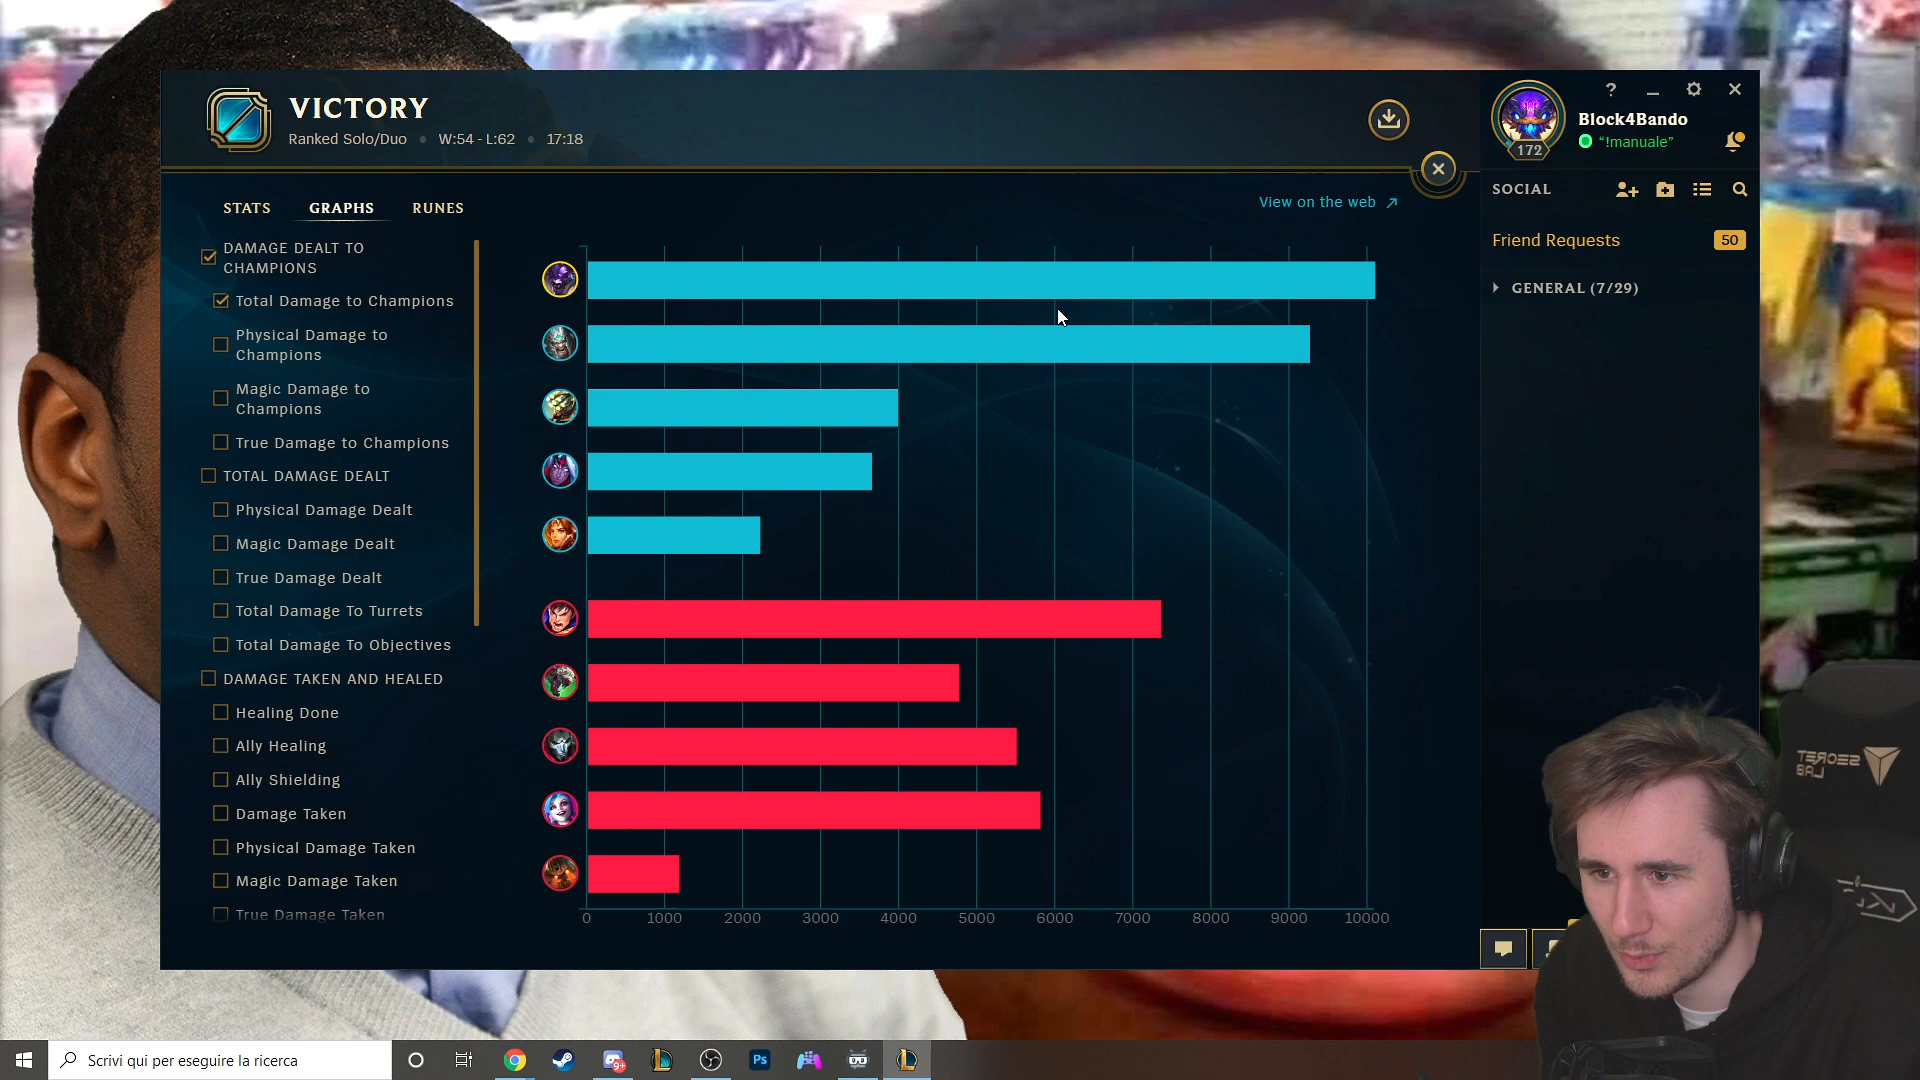 VICTORY
Ranked Solo/Duo • W:54 - L:62 • 17:18
?
Block4Bando
"!manuale"
172
SOCIAL
Friend Requests 50
GENERAL (7/29)
STATS GRAPHS RUNES
View on the web
DAMAGE DEALT TO
CHAMPIONS
Total Damage to Champions
Physical Damage to
Champions
Magic Damage to
Champions
True Damage to Champions
TOTAL DAMAGE DEALT
Physical Damage Dealt
Magic Damage Dealt
True Damage Dealt
Total Damage To Turrets
Total Damage To Objectives
DAMAGE TAKEN AND HEALED
Healing Done
Ally Healing
Ally Shielding
Damage Taken
Physical Damage Taken
Magic Damage Taken
True Damage Taken
0 1000 2000 3000 4000 5000 6000 7000 8000 9000 10000
SECRET
LAB
Scrivi qui per eseguire la ricerca
9+
Ps